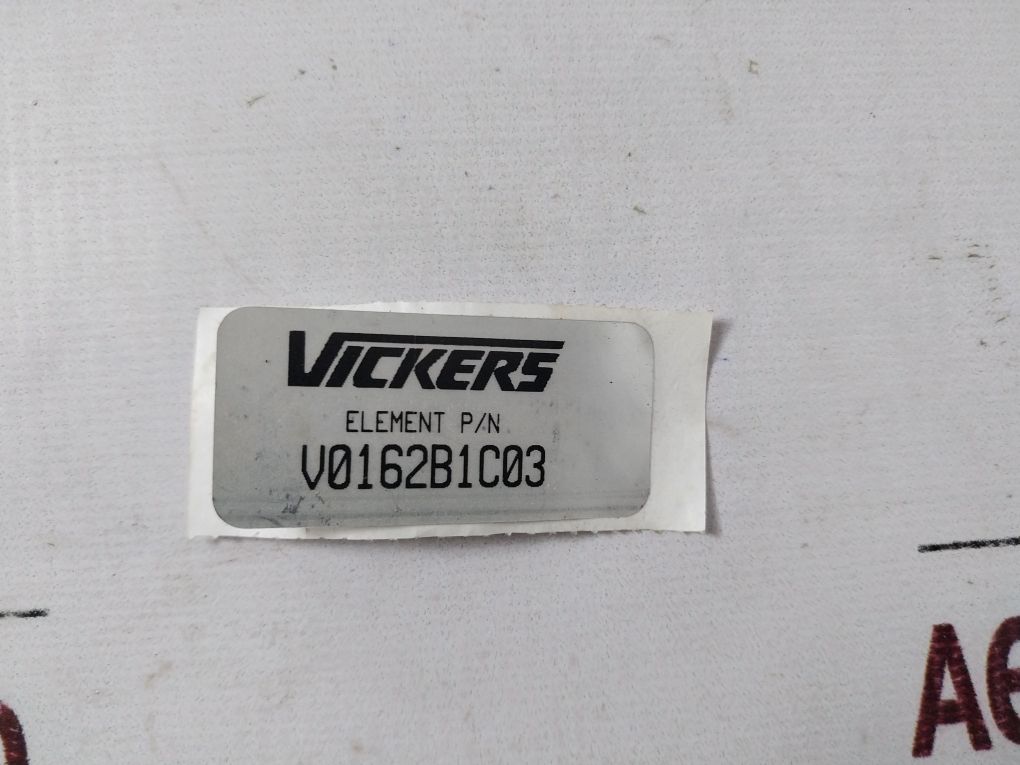 VICKERS
ELEMENT P/N
V0162B1C03